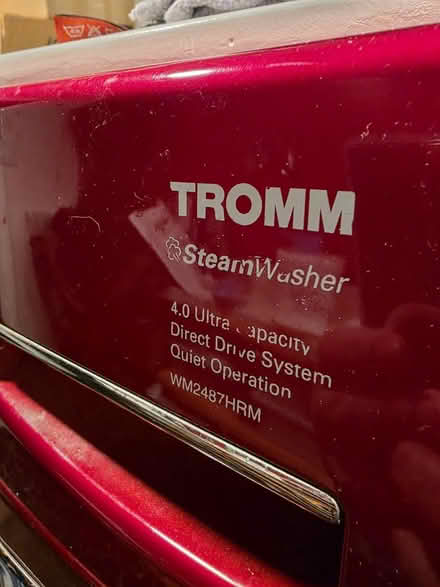 TROMM
SteamWasher
4.0 Ultra Capacity
Direct Drive System
Quiet Operation
WM2487HRM